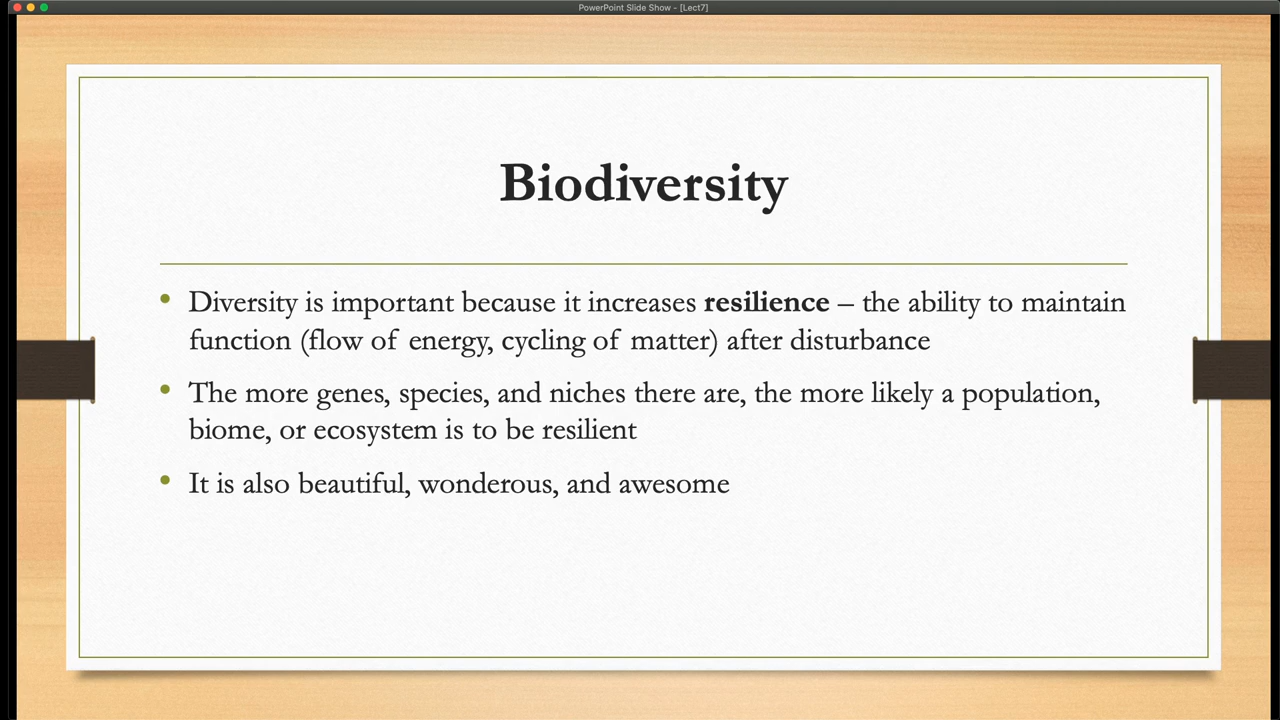 PowerPoint Slide Show - [Lect7]
Biodiversity
• Diversity is important because it increases resilience – the ability to maintain
function (flow of energy, cycling of matter) after disturbance
• The more genes, species, and niches there are, the more likely a population,
biome, or ecosystem is to be resilient
• It is also beautiful, wonderous, and awesome